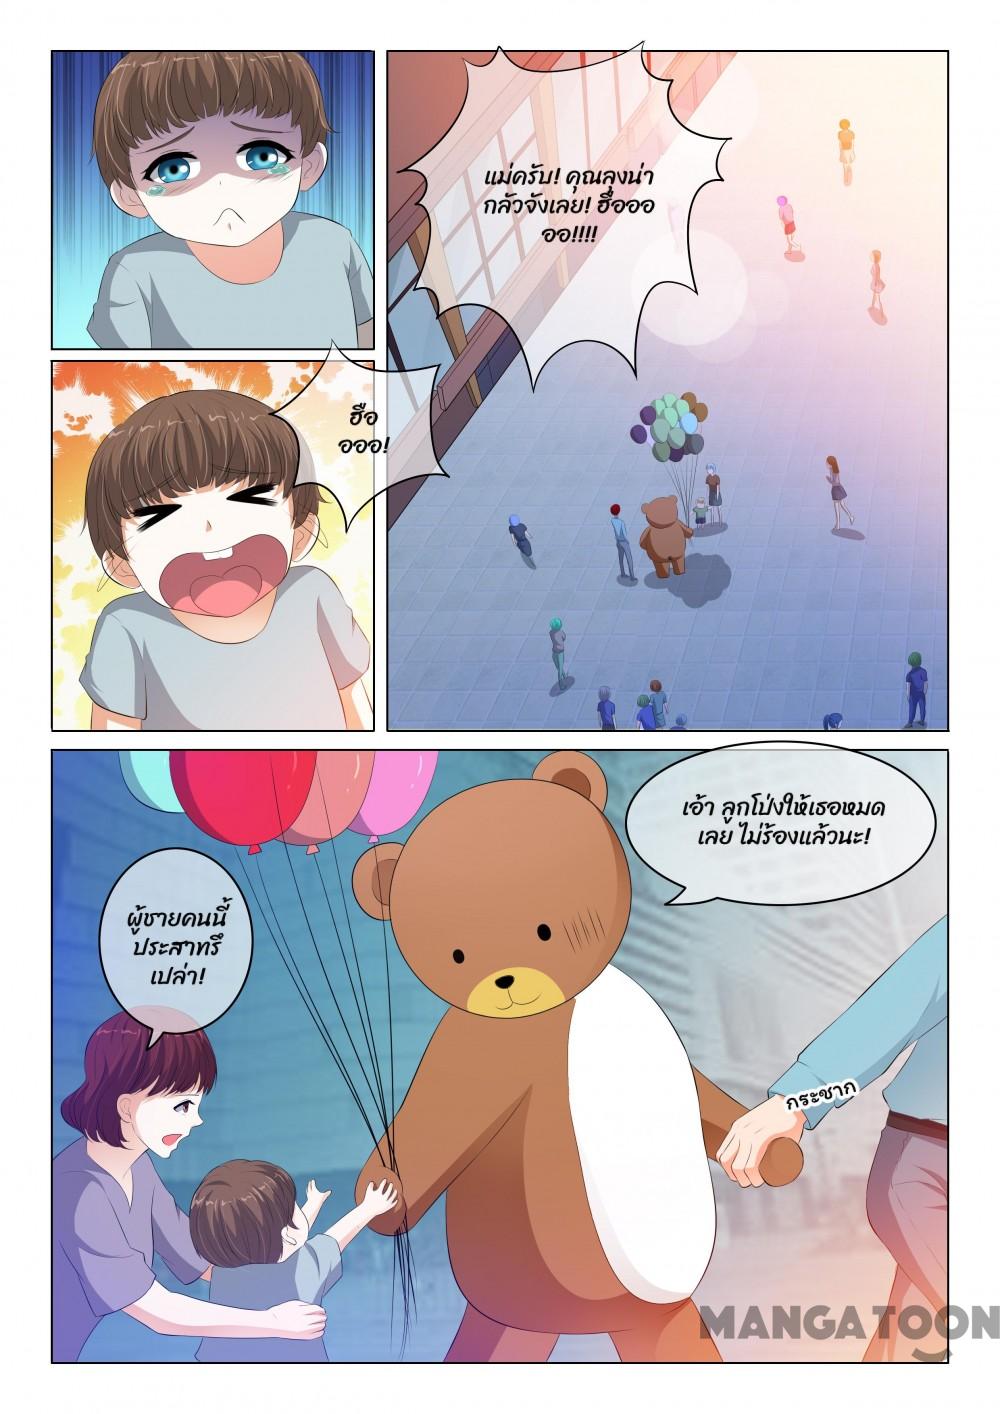 แม่ครับ! คุณลุงน่า
กลัวจังเลย! ฮือออ
ออ!!!!
ฮือ
อออ!
เอ้า ลูกโป่งให้เธอหมด
เลย ไม่ร้องแล้วนะ!
ผู้ชายคนนี้
ประสาทรึ
เปล่า!
กระชาก
MANGATOON